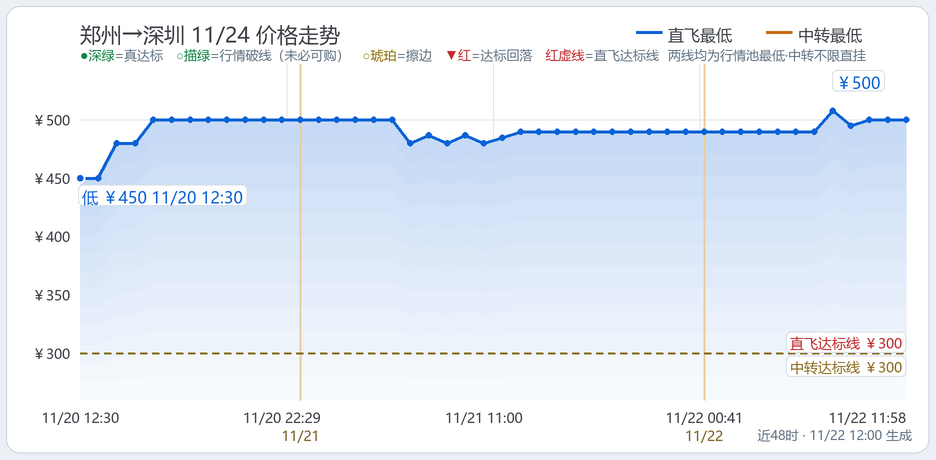 郑州→深圳 11/24 价格走势
直飞最低 中转最低
●深绿=真达标 ○描绿=行情破线（未必可购） ○琥珀=擦边 ▼红=达标回落 红虚线=直飞达标线 两线均为行情池最低·中转不限直挂
¥500
¥500
¥450
低 ¥450 11/20 12:30
¥400
¥350
¥300
直飞达标线 ¥300
中转达标线 ¥300
11/20 12:30 11/20 22:29 11/21 11:00 11/22 00:41 11/22 11:58
11/21 11/22
近48时 · 11/22 12:00 生成